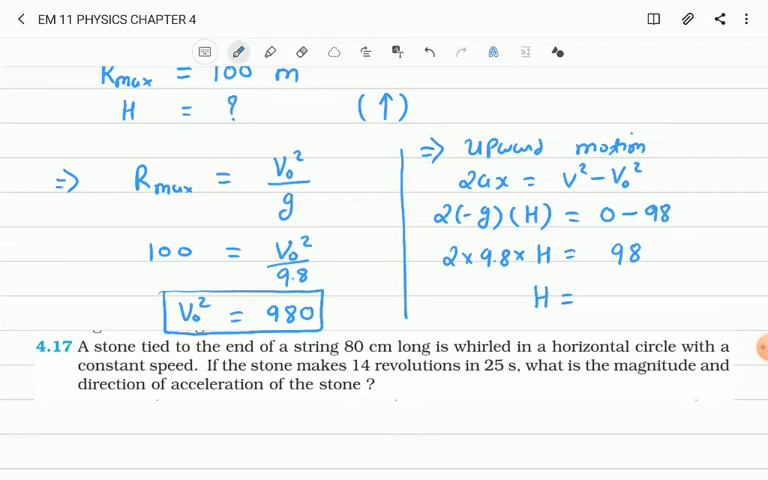 EM 11 PHYSICS CHAPTER 4
Rmax = 100 m
H = ? (↑)
⇒ Rmax = V₀²/g
100 = V₀²/9.8
V₀² = 980
⇒ Upward motion
2ax = V² − V₀²
2(-g)(H) = 0 − 98
2 × 9.8 × H = 98
H =
4.17 A stone tied to the end of a string 80 cm long is whirled in a horizontal circle with a
constant speed. If the stone makes 14 revolutions in 25 s, what is the magnitude and
direction of acceleration of the stone ?